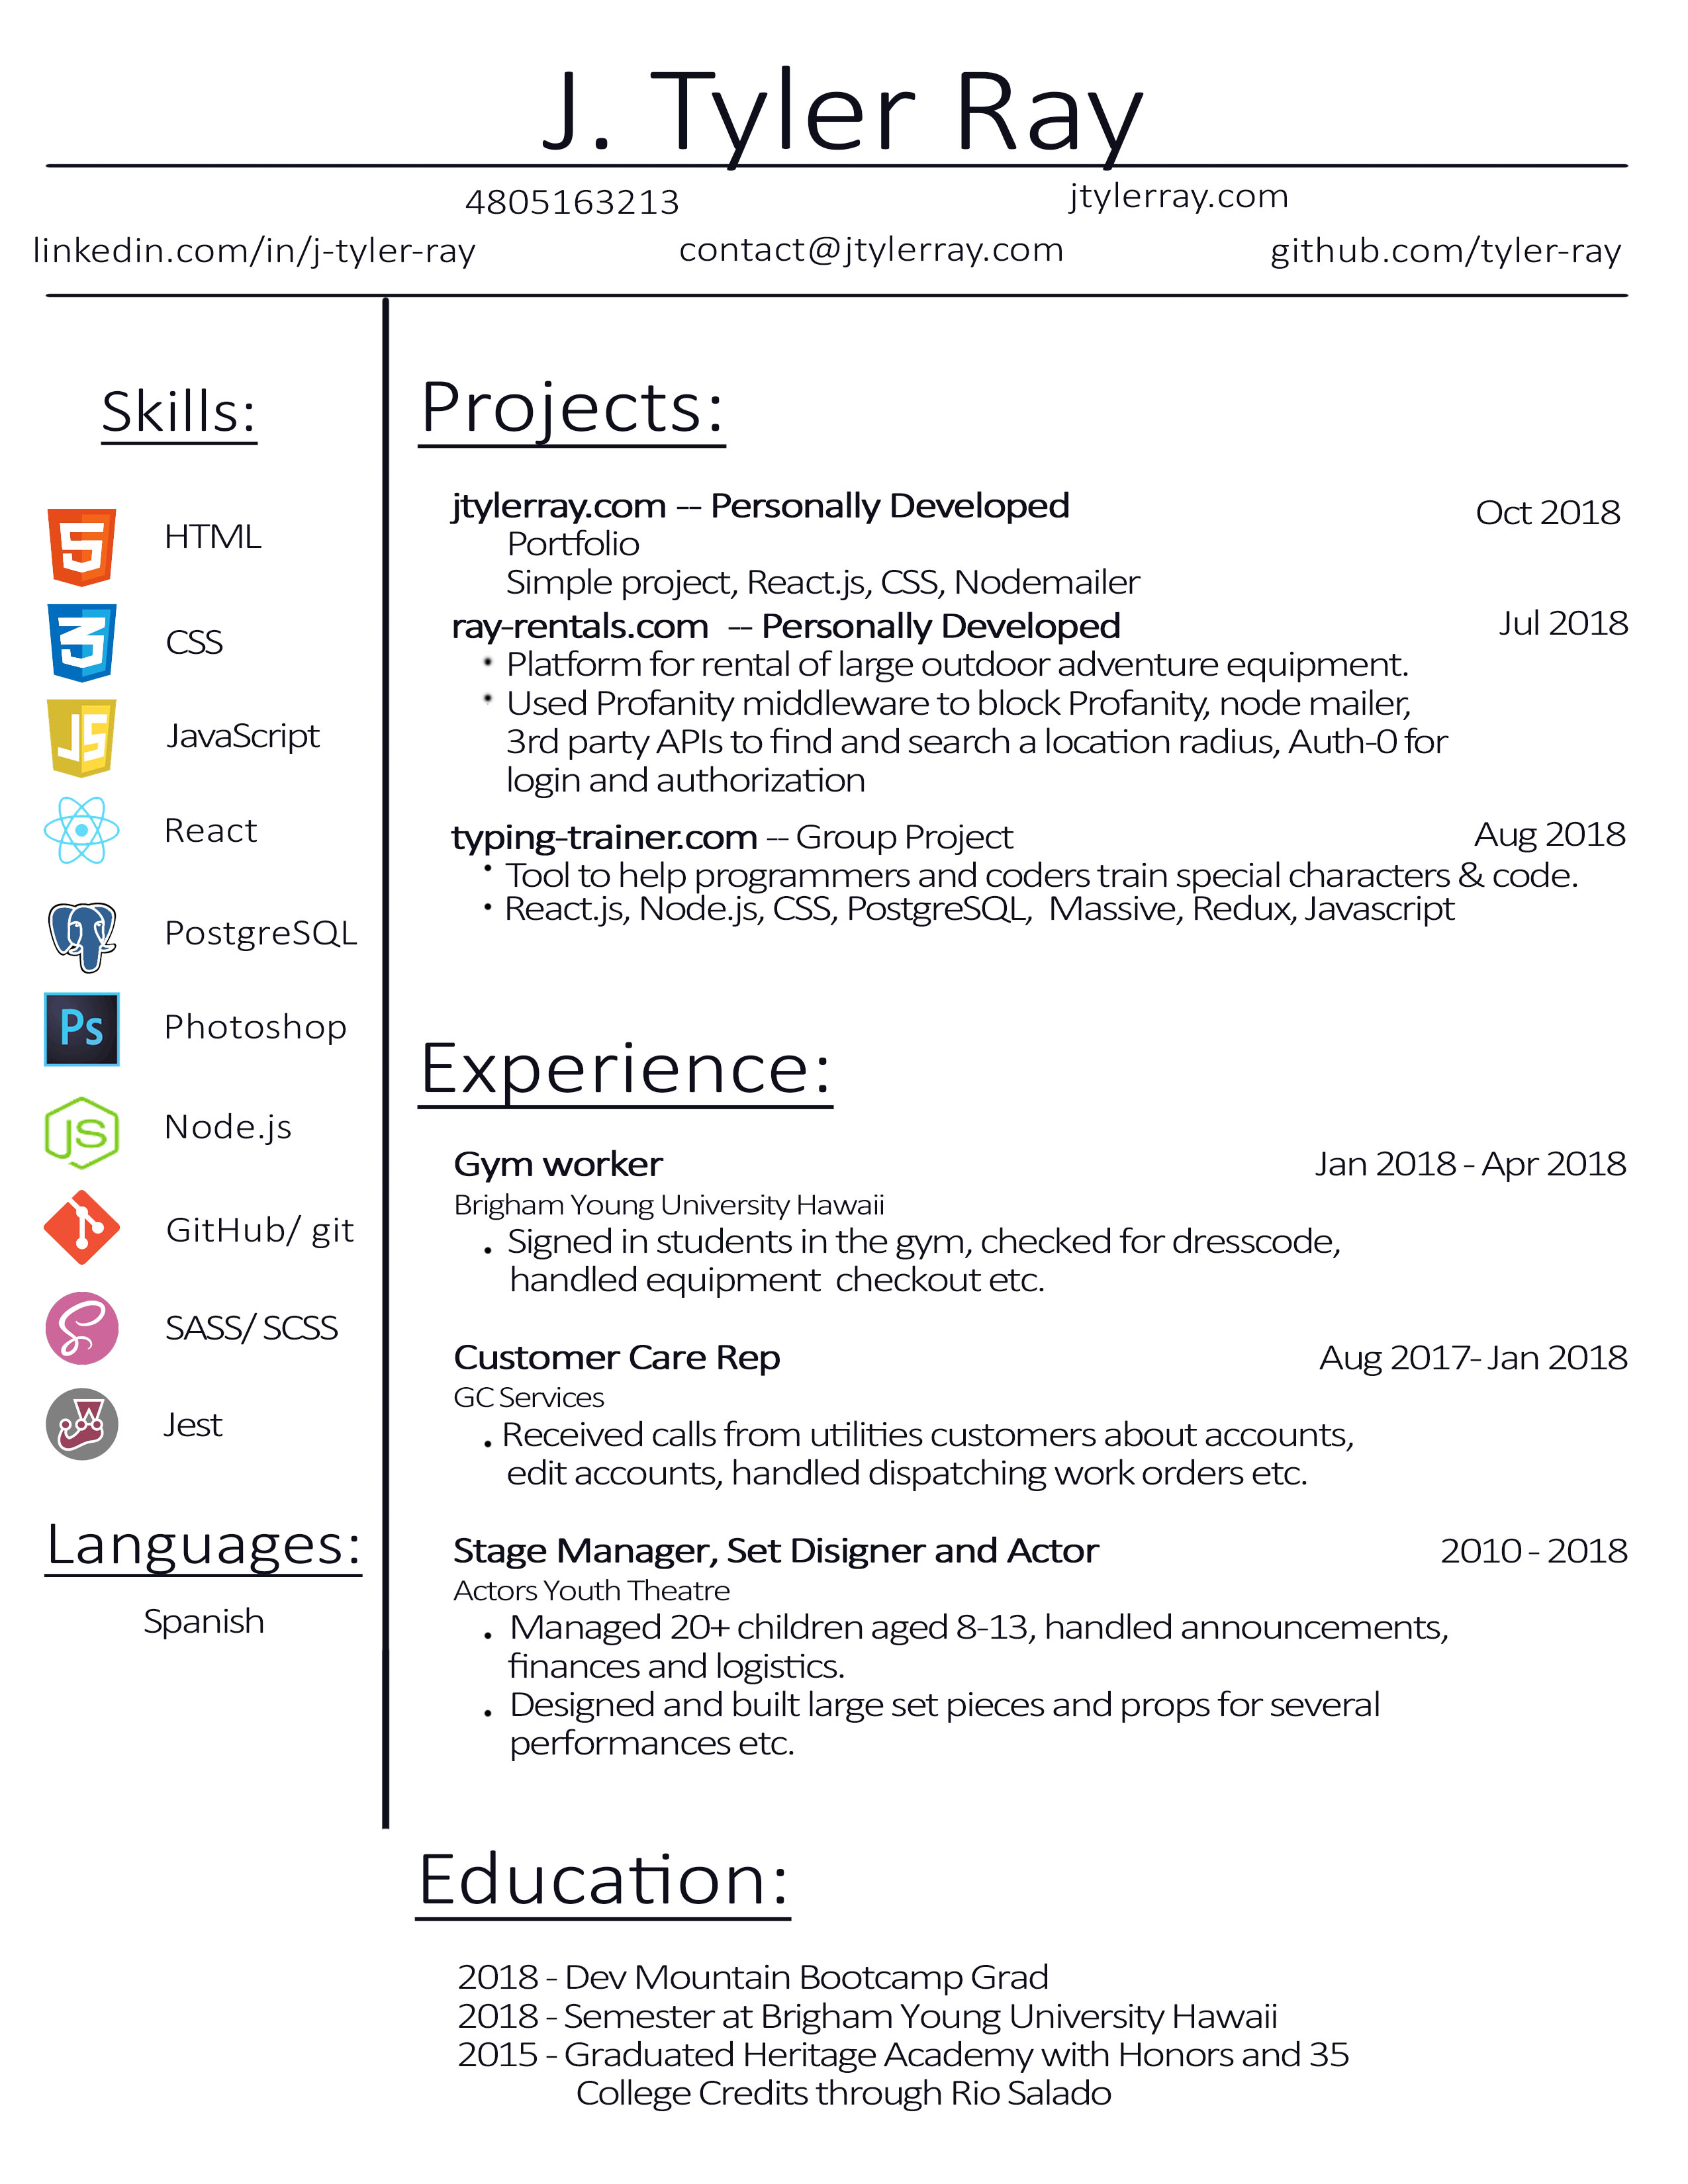 J. Tyler Ray
4805163213
jtylerray.com
linkedin.com/in/j-tyler-ray
contact@jtylerray.com
github.com/tyler-ray
Skills:
HTML
CSS
JavaScript
React
PostgreSQL
Ps
Photoshop
JS
Node.js
GitHub/ git
SASS/ SCSS
Jest
Languages:
Spanish
Projects:
jtylerray.com -- Personally Developed
Oct 2018
Portfolio
Simple project, React.js, CSS, Nodemailer
ray-rentals.com -- Personally Developed
Jul 2018
• Platform for rental of large outdoor adventure equipment.
• Used Profanity middleware to block Profanity, node mailer,
3rd party APIs to find and search a location radius, Auth-0 for
login and authorization
typing-trainer.com -- Group Project
Aug 2018
• Tool to help programmers and coders train special characters & code.
• React.js, Node.js, CSS, PostgreSQL, Massive, Redux, Javascript
Experience:
Gym worker
Jan 2018 - Apr 2018
Brigham Young University Hawaii
• Signed in students in the gym, checked for dresscode,
handled equipment checkout etc.
Customer Care Rep
Aug 2017- Jan 2018
GC Services
• Received calls from utilities customers about accounts,
edit accounts, handled dispatching work orders etc.
Stage Manager, Set Disigner and Actor
2010 - 2018
Actors Youth Theatre
• Managed 20+ children aged 8-13, handled announcements,
finances and logistics.
• Designed and built large set pieces and props for several
performances etc.
Education:
2018 - Dev Mountain Bootcamp Grad
2018 - Semester at Brigham Young University Hawaii
2015 - Graduated Heritage Academy with Honors and 35
College Credits through Rio Salado